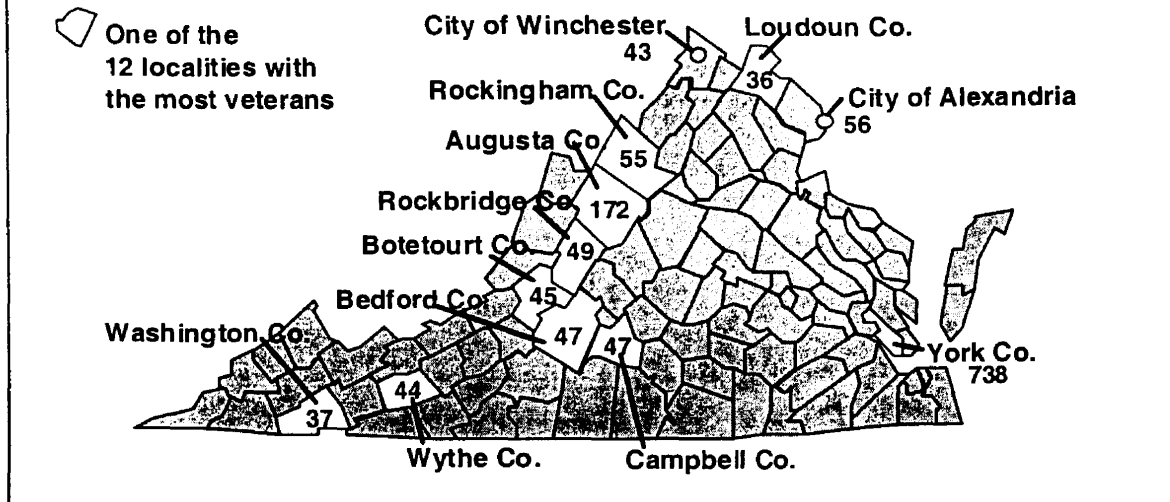 One of the
12 localities with
the most veterans
City of Winchester
43
Loudoun Co.
36
Rockingham Co.
55
City of Alexandria
56
Augusta Co.
172
Rockbridge Co.
49
Botetourt Co.
45
Bedford Co.
47
47
Washington Co.
37
44
York Co.
738
Wythe Co.
Campbell Co.